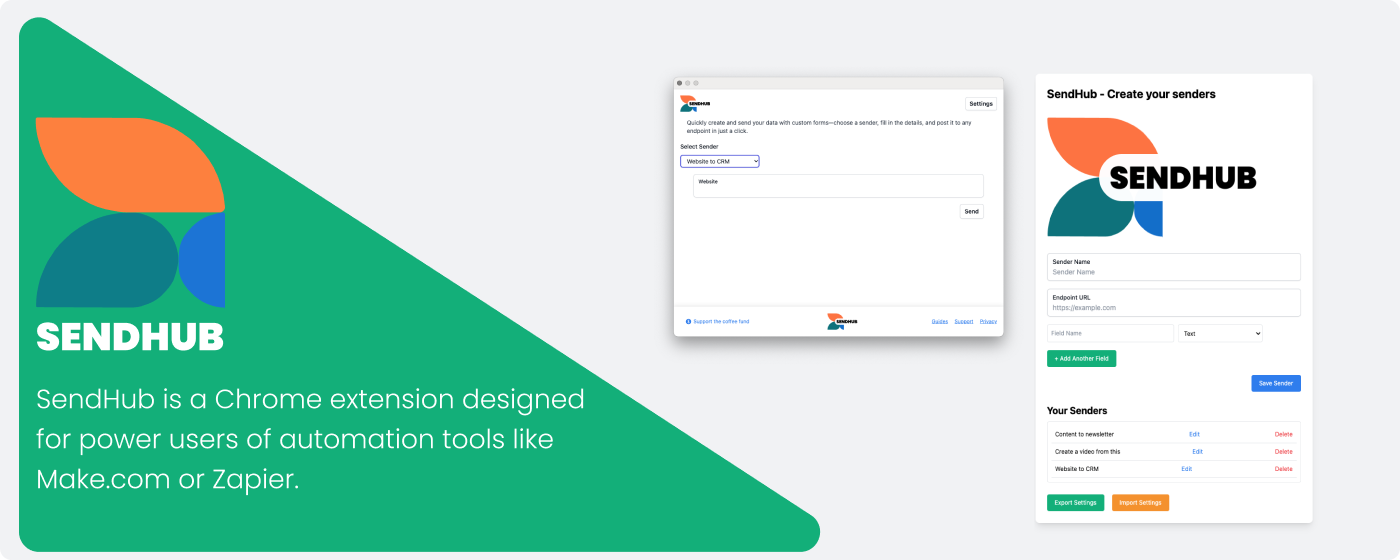 SENDHUB
SendHub is a Chrome extension designed
for power users of automation tools like
Make.com or Zapier.
SENDHUB
Settings
Quickly create and send your data with custom forms—choose a sender, fill in the details, and post it to any
endpoint in just a click.
Select Sender
Website to CRM
Website
Send
Support the coffee fund
SENDHUB
Guides Support Privacy
SendHub - Create your senders
SENDHUB
Sender Name
Sender Name
Endpoint URL
https://example.com
Field Name Text
+ Add Another Field
Save Sender
Your Senders
Content to newsletter Edit Delete
Create a video from this Edit Delete
Website to CRM Edit Delete
Export Settings Import Settings